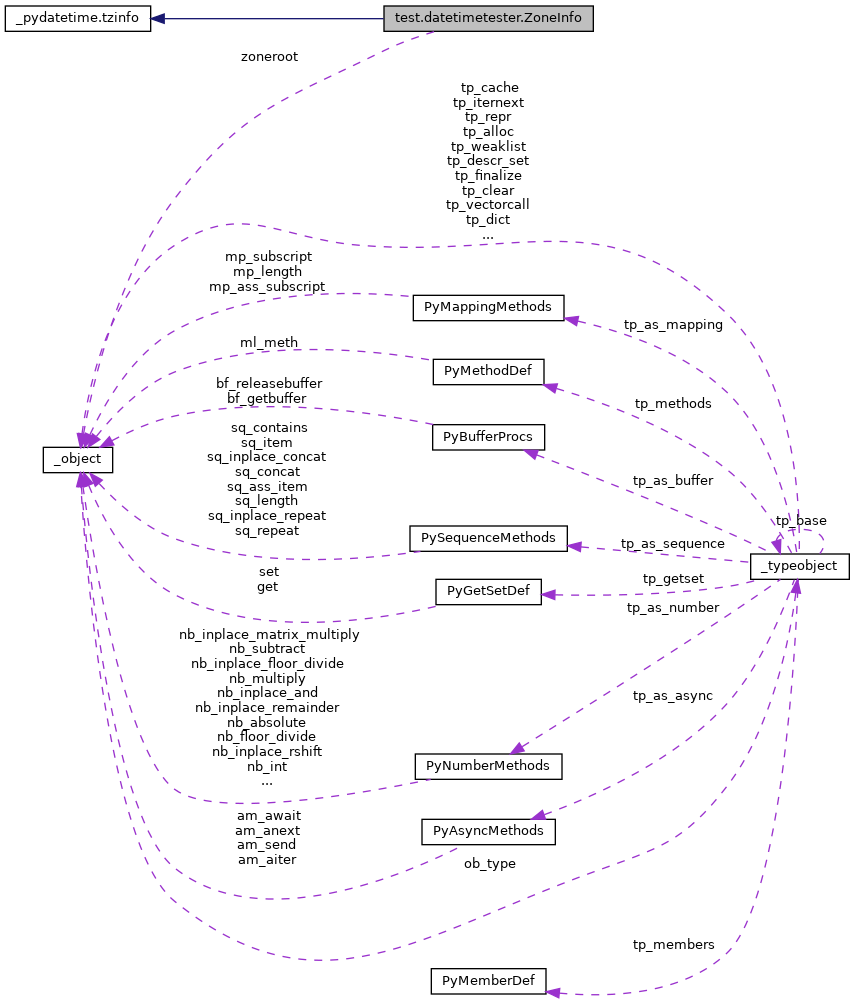 _pydatetime.tzinfo
test.datetimetester.ZoneInfo
zoneroot
tp_cache
tp_iternext
tp_repr
tp_alloc
tp_weaklist
tp_descr_set
tp_finalize
tp_clear
tp_vectorcall
tp_dict
...
mp_subscript
mp_length
mp_ass_subscript
PyMappingMethods
tp_as_mapping
ml_meth
PyMethodDef
tp_methods
bf_releasebuffer
bf_getbuffer
PyBufferProcs
tp_as_buffer
_object
sq_contains
sq_item
sq_inplace_concat
sq_concat
sq_ass_item
sq_length
sq_inplace_repeat
sq_repeat
PySequenceMethods
tp_as_sequence
tp_base
_typeobject
set
get
PyGetSetDef
tp_getset
tp_as_number
nb_inplace_matrix_multiply
nb_subtract
nb_inplace_floor_divide
nb_multiply
nb_inplace_and
nb_inplace_remainder
nb_absolute
nb_floor_divide
nb_inplace_rshift
nb_int
...
PyNumberMethods
tp_as_async
am_await
am_anext
am_send
am_aiter
PyAsyncMethods
ob_type
tp_members
PyMemberDef